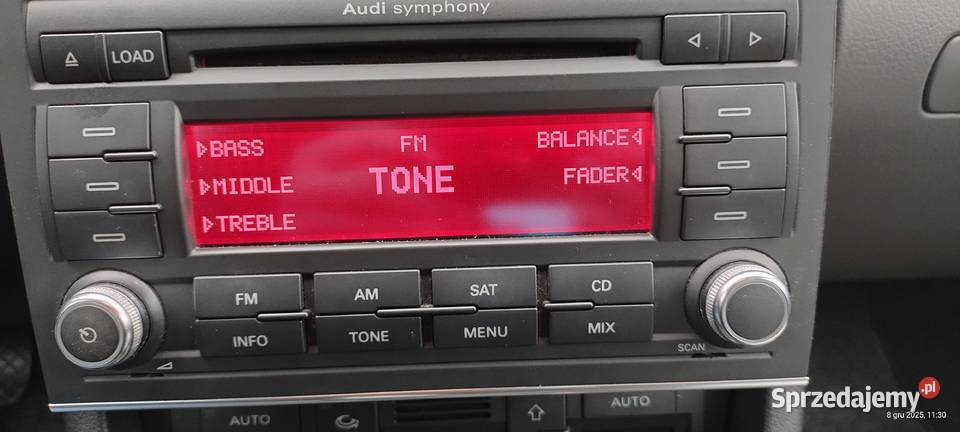 Audi symphony
LOAD
BASS FM BALANCE
MIDDLE TONE FADER
TREBLE
FM AM SAT CD
INFO TONE MENU MIX
SCAN
AUTO AUTO
Sprzedajemy.pl
8 gru 2025, 11:30